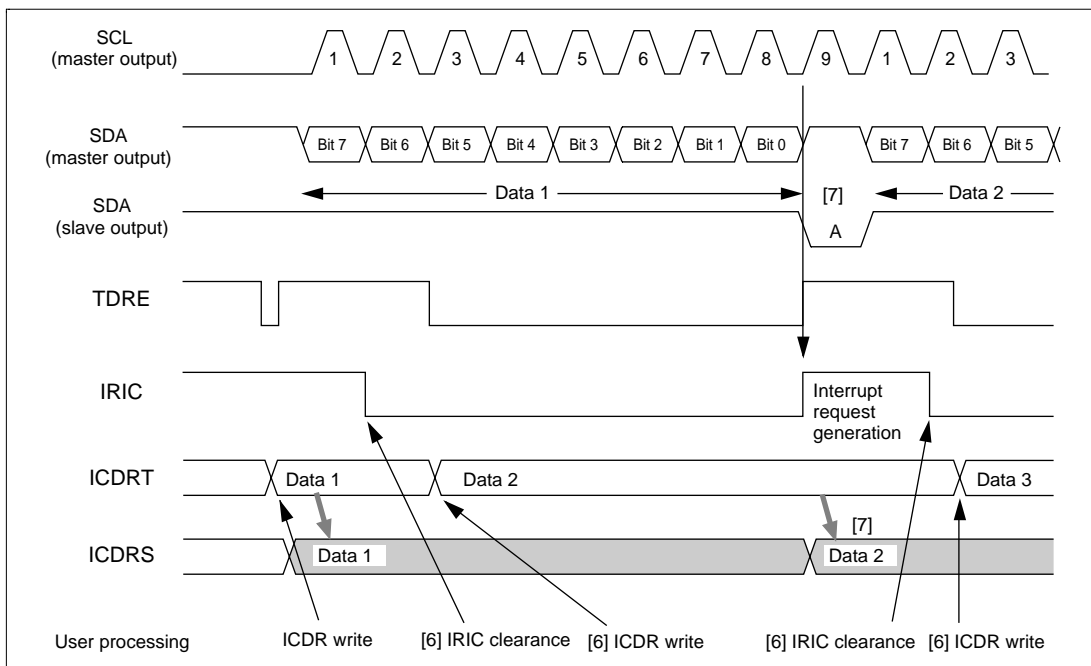 SCL
(master output)
1 2 3 4 5 6 7 8 9 1 2 3
SDA
(master output)
Bit 7 Bit 6 Bit 5 Bit 4 Bit 3 Bit 2 Bit 1 Bit 0 Bit 7 Bit 6 Bit 5
Data 1 [7] Data 2
SDA
(slave output)
A
TDRE
IRIC
Interrupt
request
generation
ICDRT
Data 1 Data 2 Data 3
[7]
ICDRS
Data 1 Data 2
User processing
ICDR write
[6] IRIC clearance
[6] ICDR write
[6] IRIC clearance
[6] ICDR write